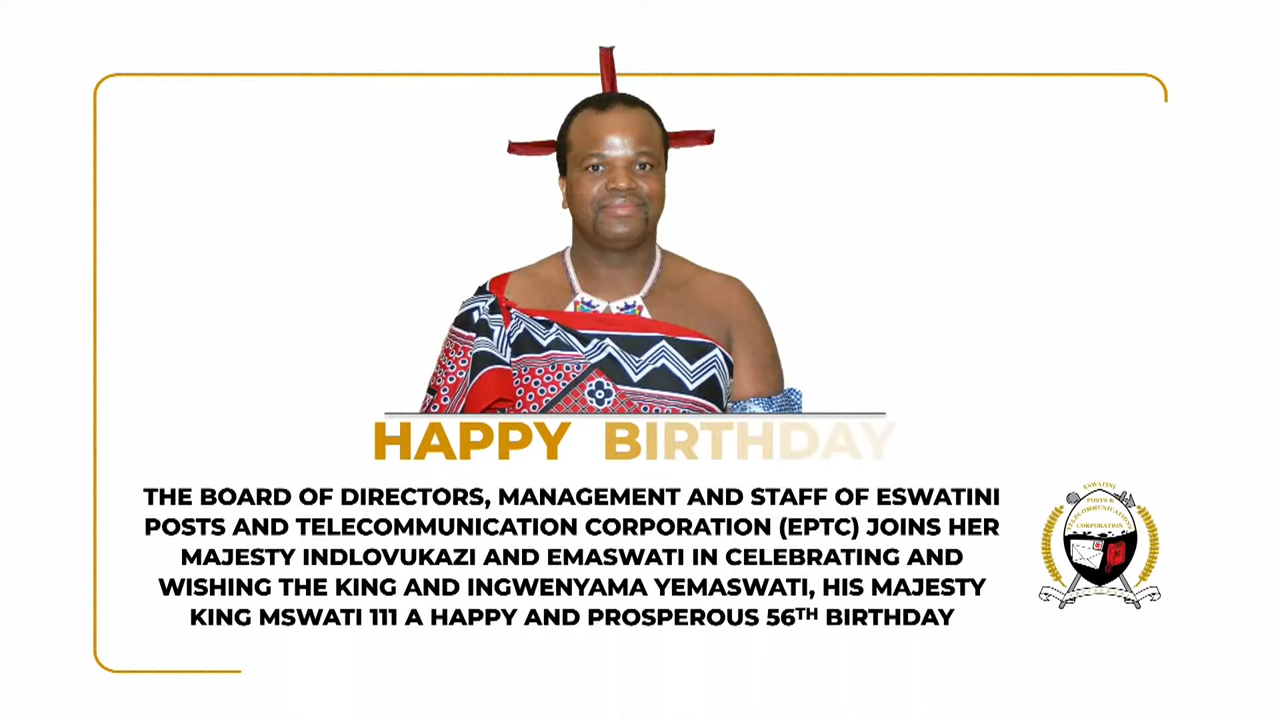 HAPPY BIRTHDAY
THE BOARD OF DIRECTORS, MANAGEMENT AND STAFF OF ESWATINI
POSTS AND TELECOMMUNICATION CORPORATION (EPTC) JOINS HER
MAJESTY INDLOVUKAZI AND EMASWATI IN CELEBRATING AND
WISHING THE KING AND INGWENYAMA YEMASWATI, HIS MAJESTY
KING MSWATI 111 A HAPPY AND PROSPEROUS 56TH BIRTHDAY
ESWATINI
POSTS &
TELECOMMUNICATIONS
CORPORATION